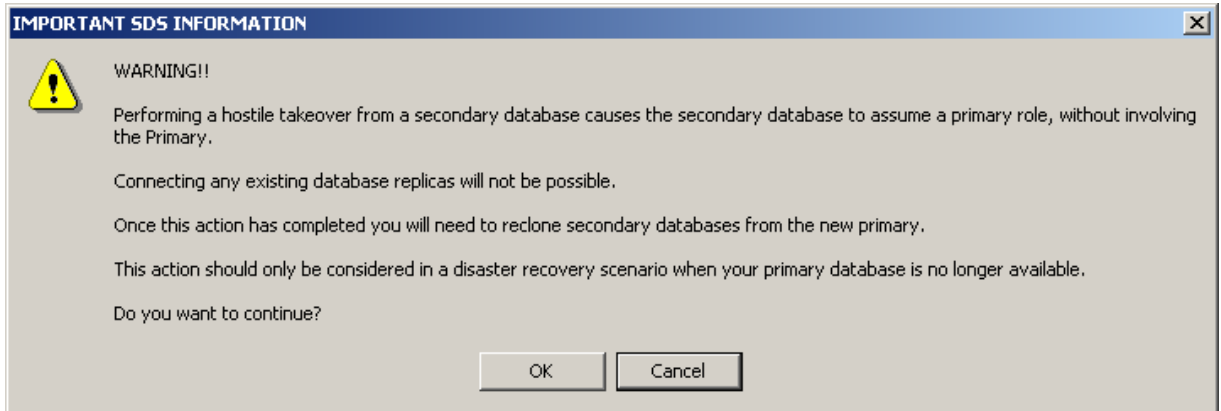 IMPORTANT SDS INFORMATION
WARNING!!
Performing a hostile takeover from a secondary database causes the secondary database to assume a primary role, without involving
the Primary.
Connecting any existing database replicas will not be possible.
Once this action has completed you will need to reclone secondary databases from the new primary.
This action should only be considered in a disaster recovery scenario when your primary database is no longer available.
Do you want to continue?
OK
Cancel